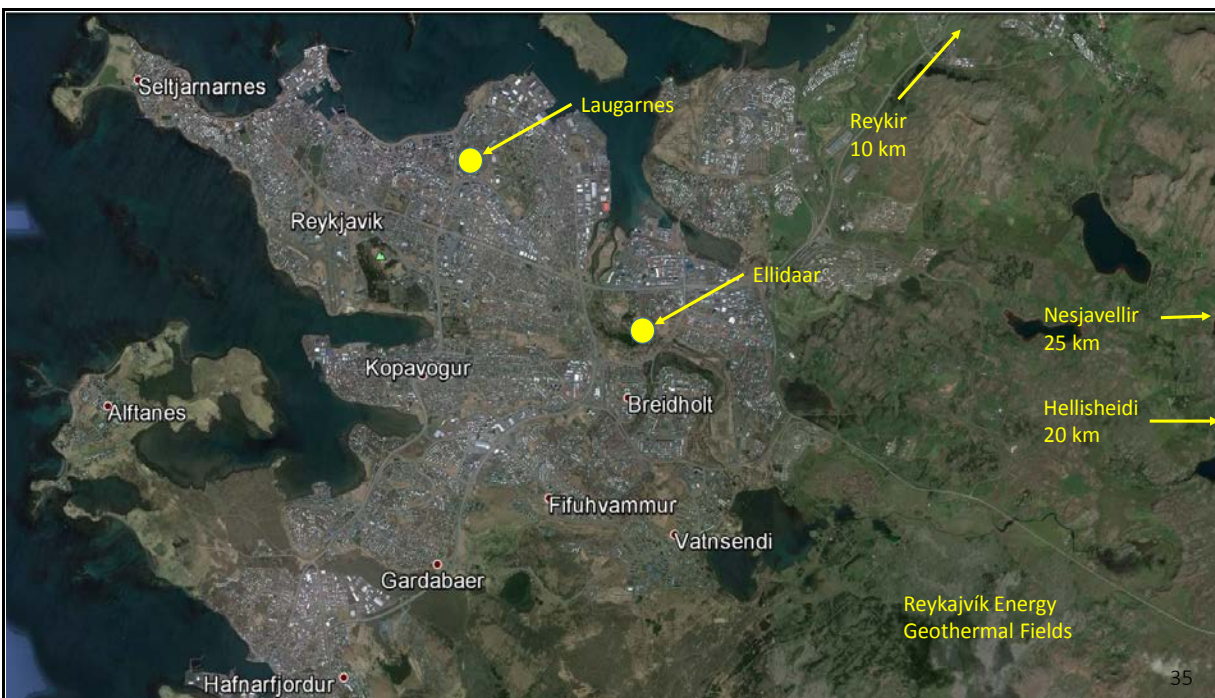 Seltjarnarnes
Laugarnes
Reykir
10 km
Reykjavik
Ellidaar
Nesjavellir
25 km
Kopavogur
Alftanes
Breidholt
Hellisheidi
20 km
Fifuhvammur
Vatnsendi
Gardabaer
Reykajvík Energy
Geothermal Fields
Hafnarfjordur
35